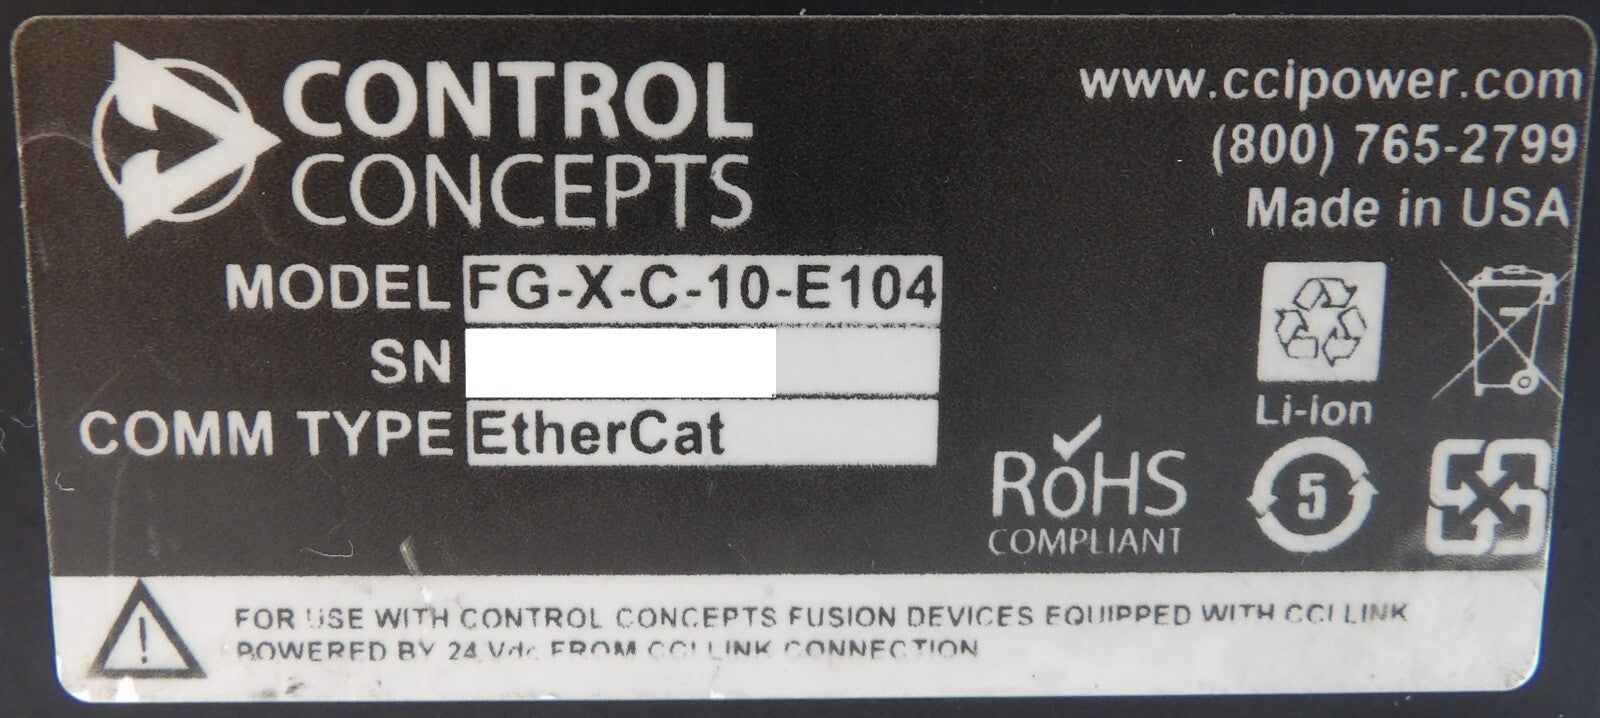 CONTROL
CONCEPTS
www.ccipower.com
(800) 765-2799
Made in USA
MODEL FG-X-C-10-E104
SN
COMM TYPE EtherCat
Li-ion
RoHS
COMPLIANT
5
FOR USE WITH CONTROL CONCEPTS FUSION DEVICES EQUIPPED WITH CCI LINK
POWERED BY 24 Vdc FROM CCI LINK CONNECTION